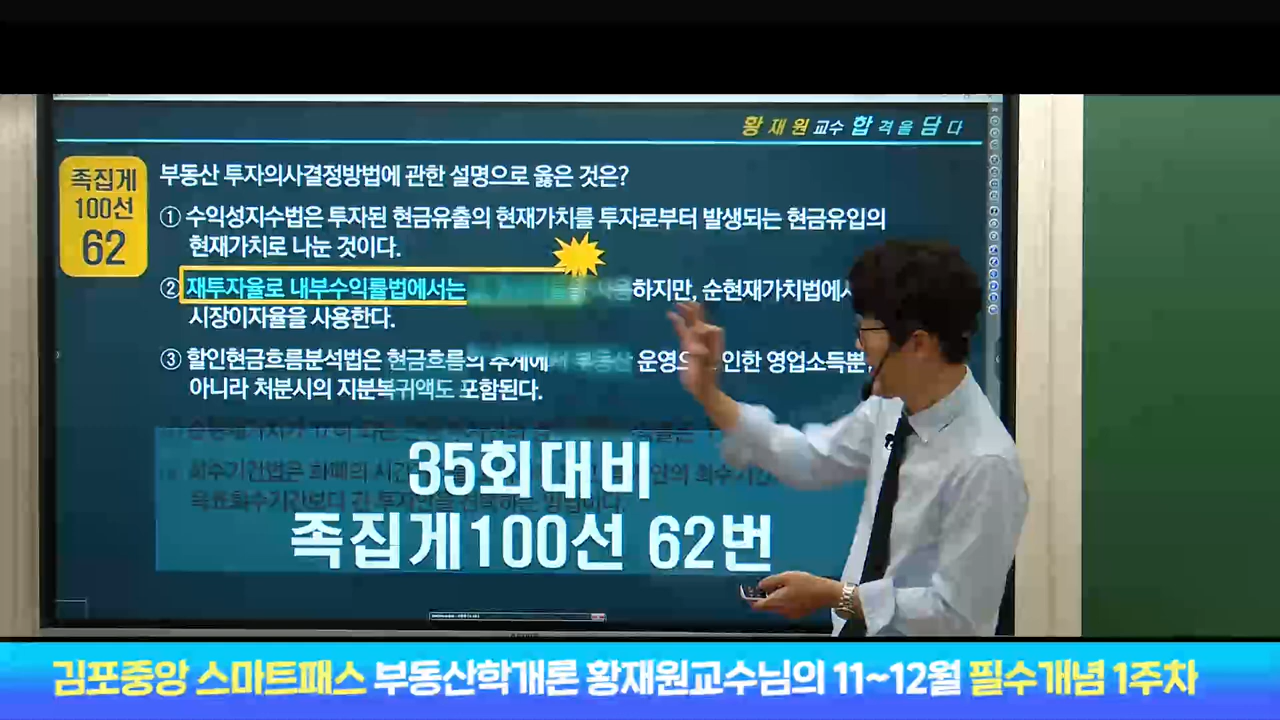 황재원 교수 합격을 담다
족집게
100선
62
부동산 투자의사결정방법에 관한 설명으로 옳은 것은?
① 수익성지수법은 투자된 현금유출의 현재가치를 투자로부터 발생되는 현금유입의
현재가치로 나눈 것이다.
② 재투자율로 내부수익률법에서는 하지만, 순현재가치법에서
시장이자율을 사용한다.
③ 할인현금흐름분석법은 현금흐름의 추계에서 부동산 운영으로 인한 영업소득뿐,
아니라 처분시의 지분복귀액도 포함된다.
35회대비
족집게100선 62번
김포중앙 스마트패스 부동산학개론 황재원교수님의 11~12월 필수개념 1주차